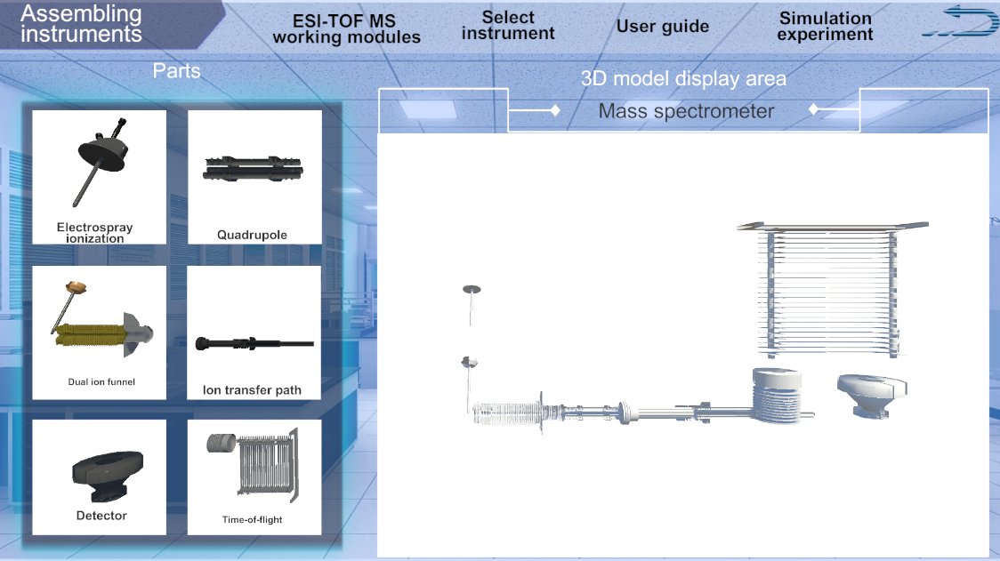 Assembling
instruments
ESI-TOF MS
working modules
Select
instrument
User guide
Simulation
experiment
Parts
3D model display area
Mass spectrometer
Electrospray
ionization
Quadrupole
Dual ion funnel
Ion transfer path
Detector
Time-of-flight